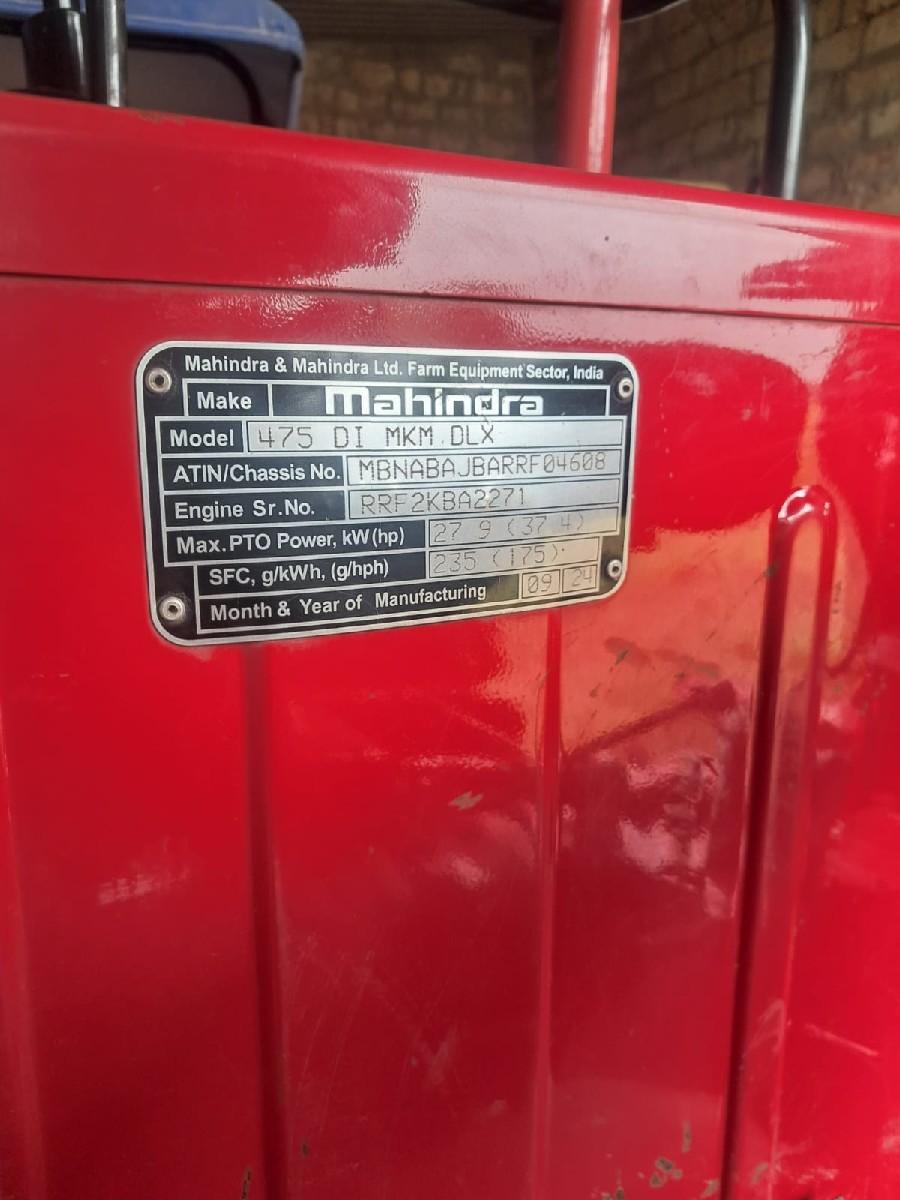 Mahindra & Mahindra Ltd. Farm Equipment Sector, India
Make Mahindra
Model 475 DI MKM DLX
ATIN/Chassis No. MBNABAJBARRF04608
Engine Sr.No. RRF2KBA2271
Max.PTO Power, kW(hp) 27 9 (37 4)
SFC, g/kWh, (g/hph) 235 (175)
Month & Year of Manufacturing 09 24